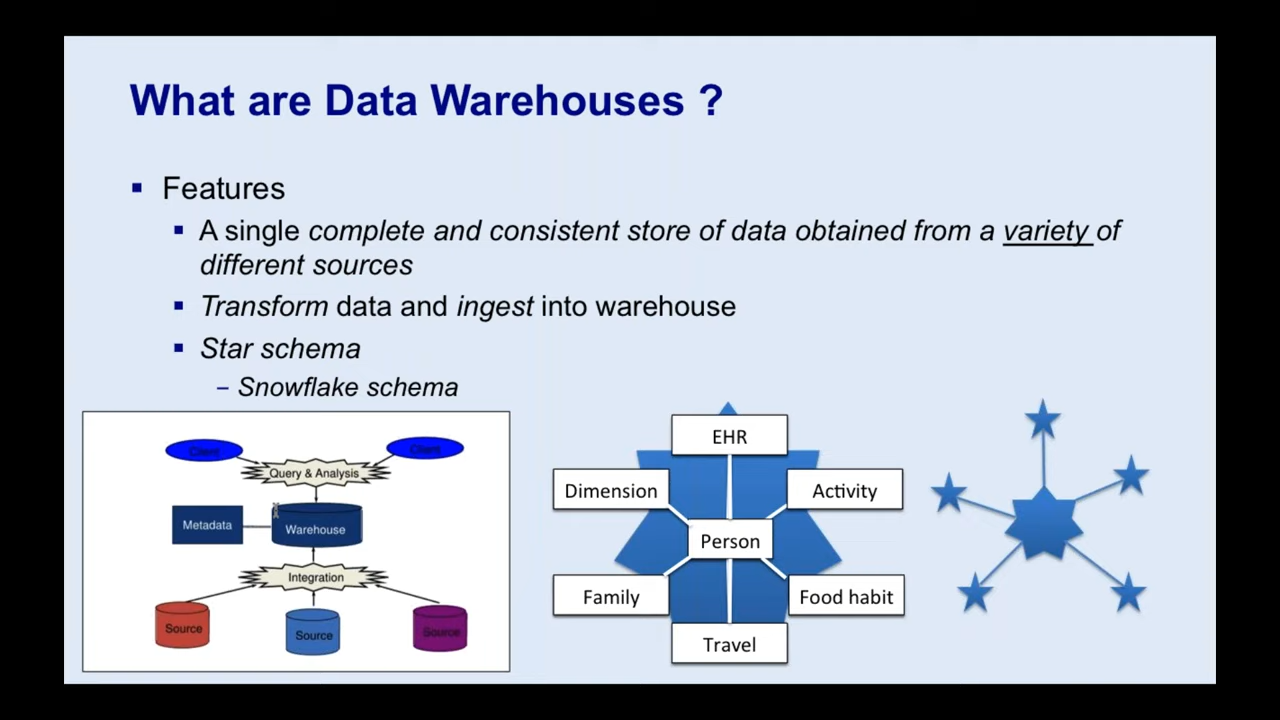 What are Data Warehouses ?
Features
A single complete and consistent store of data obtained from a variety of
different sources
Transform data and ingest into warehouse
Star schema
– Snowflake schema
Client
Client
Query & Analysis
Metadata
Warehouse
Integration
Source
Source
Source
EHR
Dimension
Activity
Person
Family
Food habit
Travel